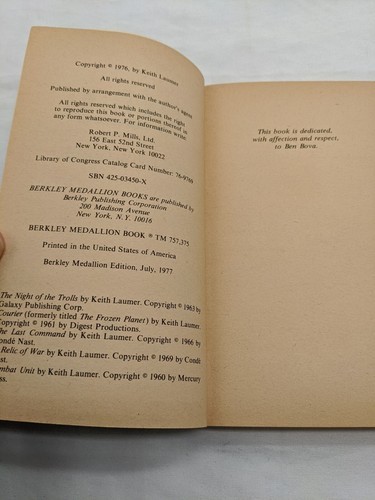 Copyright © 1976, by Keith Laumer
All rights reserved
Published by arrangement with the author's agent
All rights reserved which includes the right
to reproduce this book or portions thereof in
any form whatsoever. For information write:
Robert P. Mills, Ltd.
156 East 52nd Street
New York, New York 10022
Library of Congress Catalog Card Number: 76-9789
SBN 425-03450-X
BERKLEY MEDALLION BOOKS are published by
Berkley Publishing Corporation
200 Madison Avenue
New York, N.Y. 10016
BERKLEY MEDALLION BOOK ® TM 757,375
Printed in the United States of America
Berkley Medallion Edition, July, 1977
The Night of the Trolls by Keith Laumer. Copyright © 1963 by
Galaxy Publishing Corp.
Courier (formerly titled The Frozen Planet) by Keith Laumer.
Copyright © 1961 by Digest Productions.
The Last Command by Keith Laumer. Copyright © 1966 by
Condé Nast.
Relic of War by Keith Laumer. Copyright © 1969 by Condé
st.
mbat Unit by Keith Laumer. Copyright © 1960 by Mercury
ss.
This book is dedicated,
with affection and respect,
to Ben Bova.